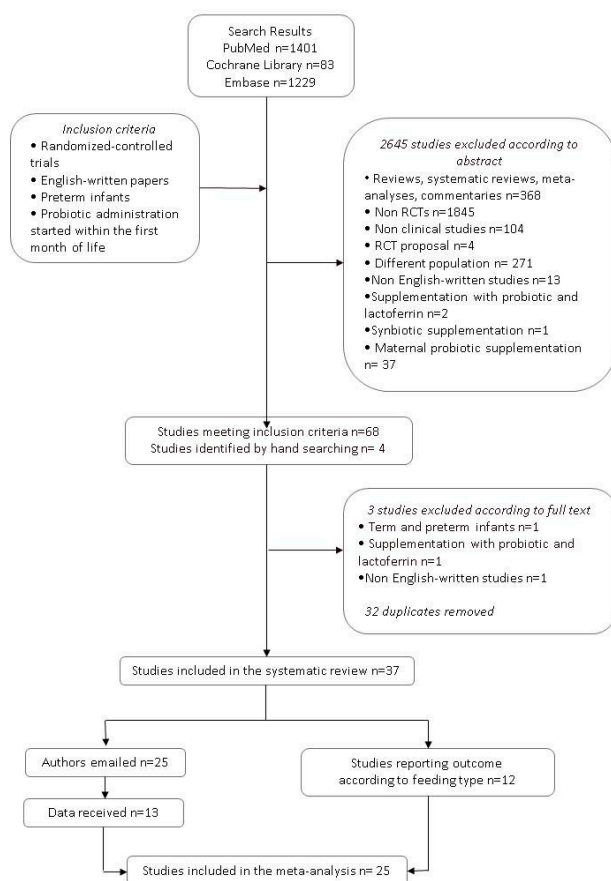 Search Results
PubMed n=1401
Cochrane Library n=83
Embase n=1229
Inclusion criteria
• Randomized-controlled
trials
• English-written papers
• Preterm infants
• Probiotic administration
started within the first
month of life
2645 studies excluded according to
abstract
• Reviews, systematic reviews, meta-
analyses, commentaries n=368
• Non RCTs n=1845
• Non clinical studies n=104
• RCT proposal n=4
• Different population n= 271
• Non English-written studies n=13
• Supplementation with probiotic and
lactoferrin n=2
• Synbiotic supplementation n=1
• Maternal probiotic supplementation
n= 37
Studies meeting inclusion criteria n=68
Studies identified by hand searching n= 4
3 studies excluded according to full text
• Term and preterm infants n=1
• Supplementation with probiotic and
lactoferrin n=1
• Non English-written studies n=1
32 duplicates removed
Studies included in the systematic review n=37
Authors emailed n=25
Studies reporting outcome
according to feeding type n=12
Data received n=13
Studies included in the meta-analysis n= 25